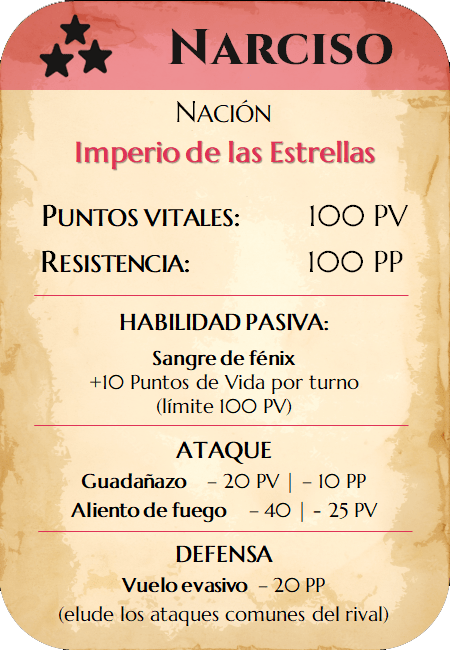 Narciso
Nación
Imperio de las Estrellas
Puntos vitales: 100 PV
Resistencia: 100 PP
HABILIDAD PASIVA:
Sangre de fénix
+10 Puntos de Vida por turno
(límite 100 PV)
ATAQUE
Guadañazo – 20 PV | – 10 PP
Aliento de fuego – 40 | - 25 PV
DEFENSA
Vuelo evasivo – 20 PP
(elude los ataques comunes del rival)